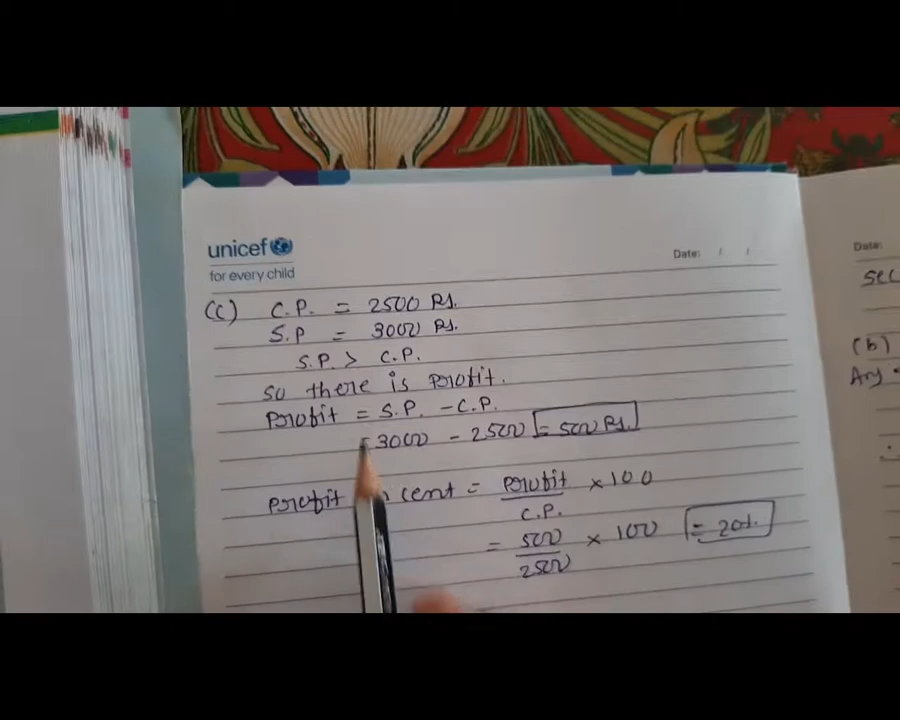 unicef
for every child
Date: / /
(c) C.P. = 2500 Rs.
S.P = 3000 Rs.
S.P. > C.P.
so there is profit.
Profit = S.P. - C.P.
= 3000 - 2500 = 500 Rs.
Profit cent = Profit × 100
C.P.
= 500 × 100 = 20%.
2500
Date:
(b)